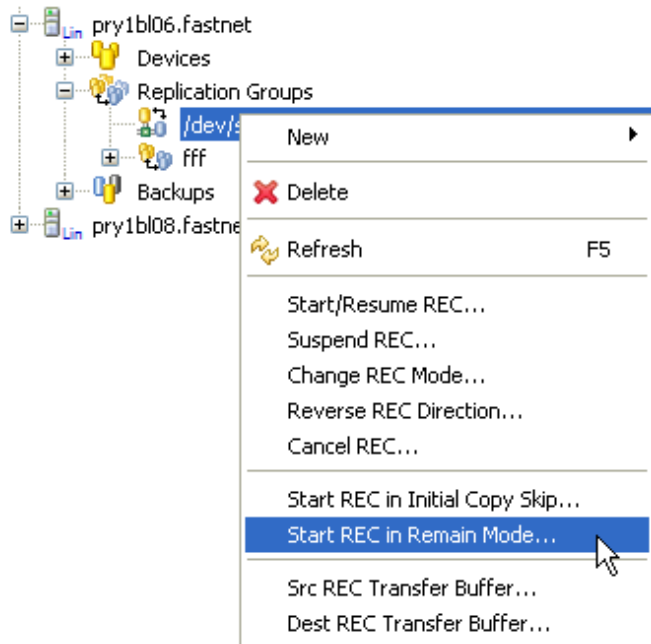 Lin pry1bl06.fastnet
Devices
Replication Groups
/dev/s
fff
Backups
Lin pry1bl08.fastne
New
Delete
Refresh F5
Start/Resume REC...
Suspend REC...
Change REC Mode...
Reverse REC Direction...
Cancel REC...
Start REC in Initial Copy Skip...
Start REC in Remain Mode...
Src REC Transfer Buffer...
Dest REC Transfer Buffer...